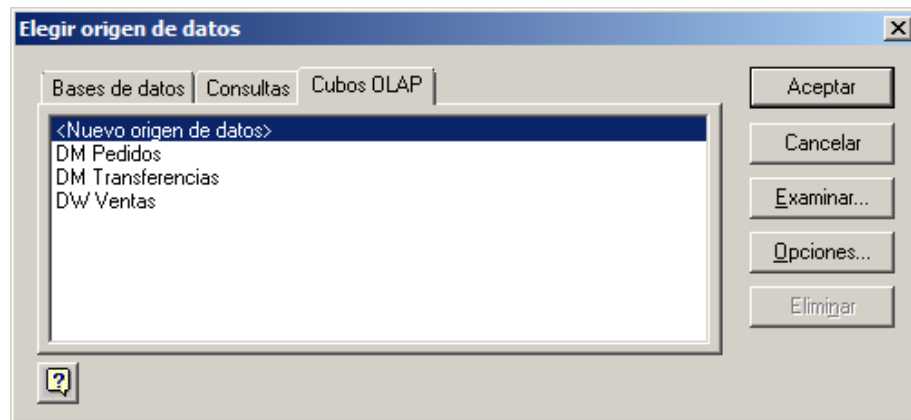 Elegir origen de datos
Bases de datos Consultas Cubos OLAP
<Nuevo origen de datos>
DM Pedidos
DM Transferencias
DW Ventas
Aceptar
Cancelar
Examinar...
Opciones...
Eliminar